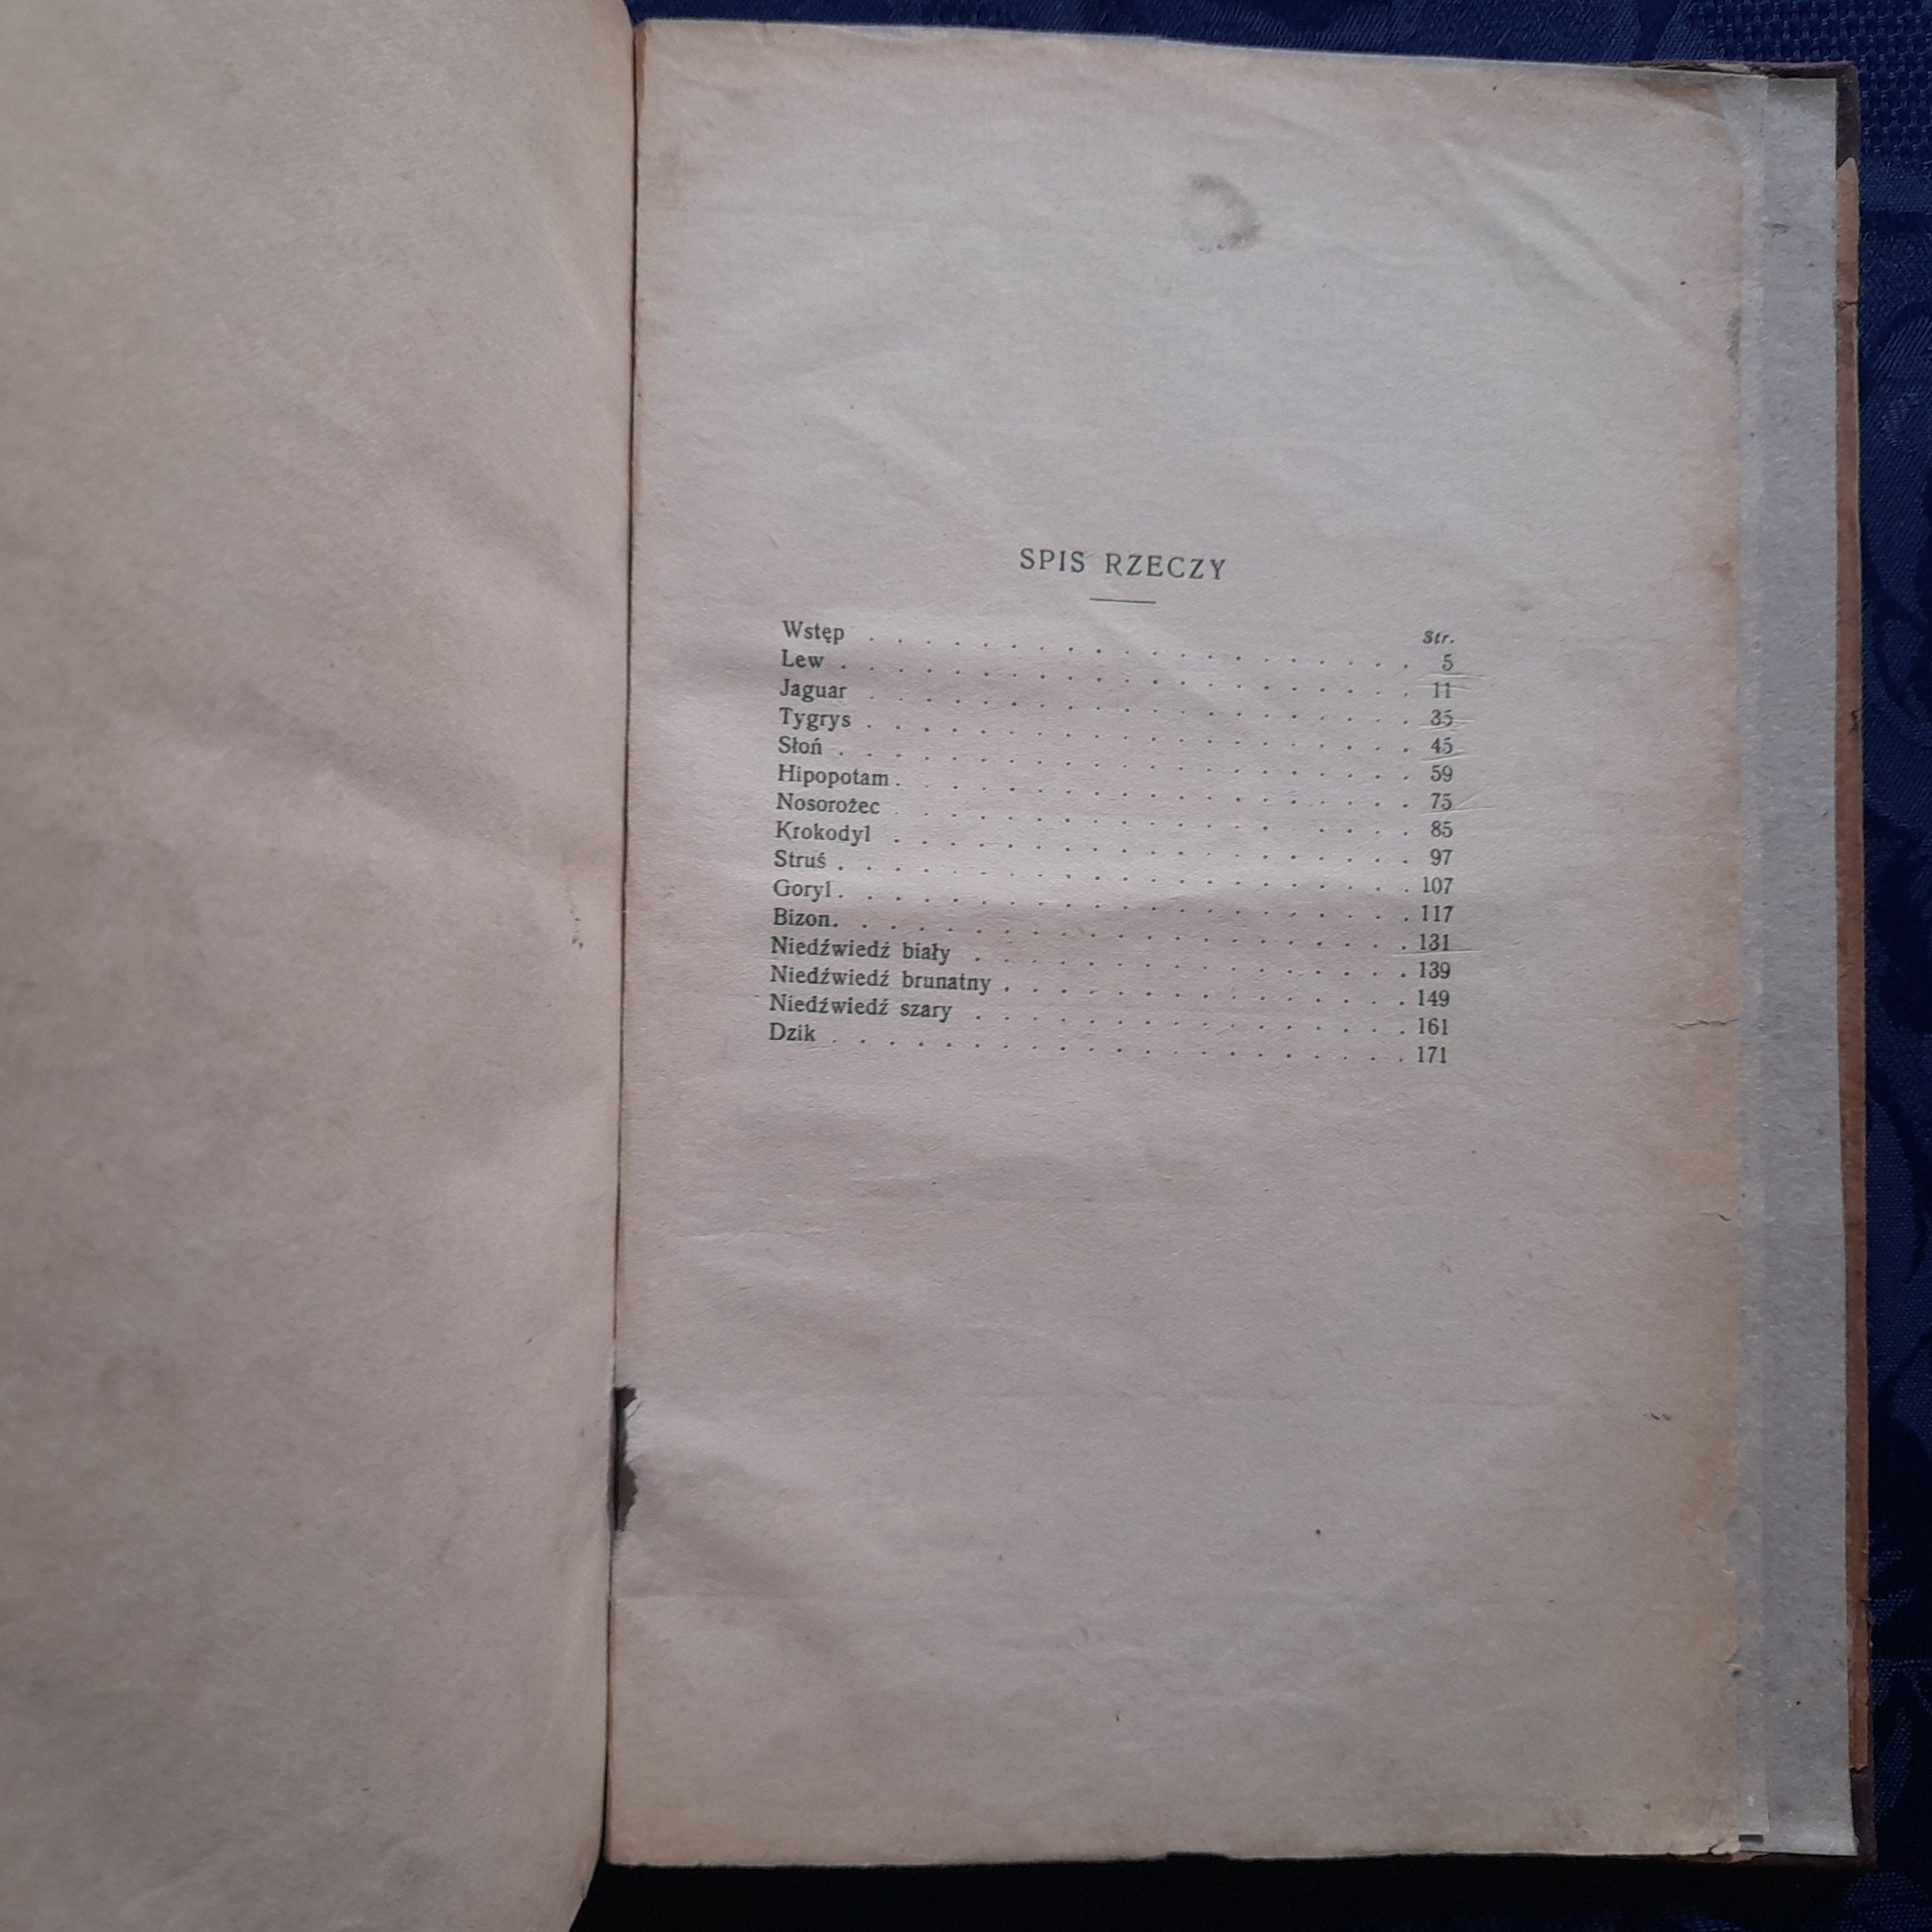 SPIS RZECZY
Str.
Wstęp . . . . . . . . . . . . . . . . . . . . 5
Lew . . . . . . . . . . . . . . . . . . . . . 11
Jaguar . . . . . . . . . . . . . . . . . . . . 35
Tygrys . . . . . . . . . . . . . . . . . . . . 45
Słoń . . . . . . . . . . . . . . . . . . . . . 59
Hipopotam . . . . . . . . . . . . . . . . . . . 75
Nosorożec . . . . . . . . . . . . . . . . . . . 85
Krokodyl . . . . . . . . . . . . . . . . . . . 97
Struś . . . . . . . . . . . . . . . . . . . . . 107
Goryl . . . . . . . . . . . . . . . . . . . . . 117
Bizon . . . . . . . . . . . . . . . . . . . . . 131
Niedźwiedź biały . . . . . . . . . . . . . . . . 139
Niedźwiedź brunatny . . . . . . . . . . . . . . . 149
Niedźwiedź szary . . . . . . . . . . . . . . . . 161
Dzik . . . . . . . . . . . . . . . . . . . . . 171